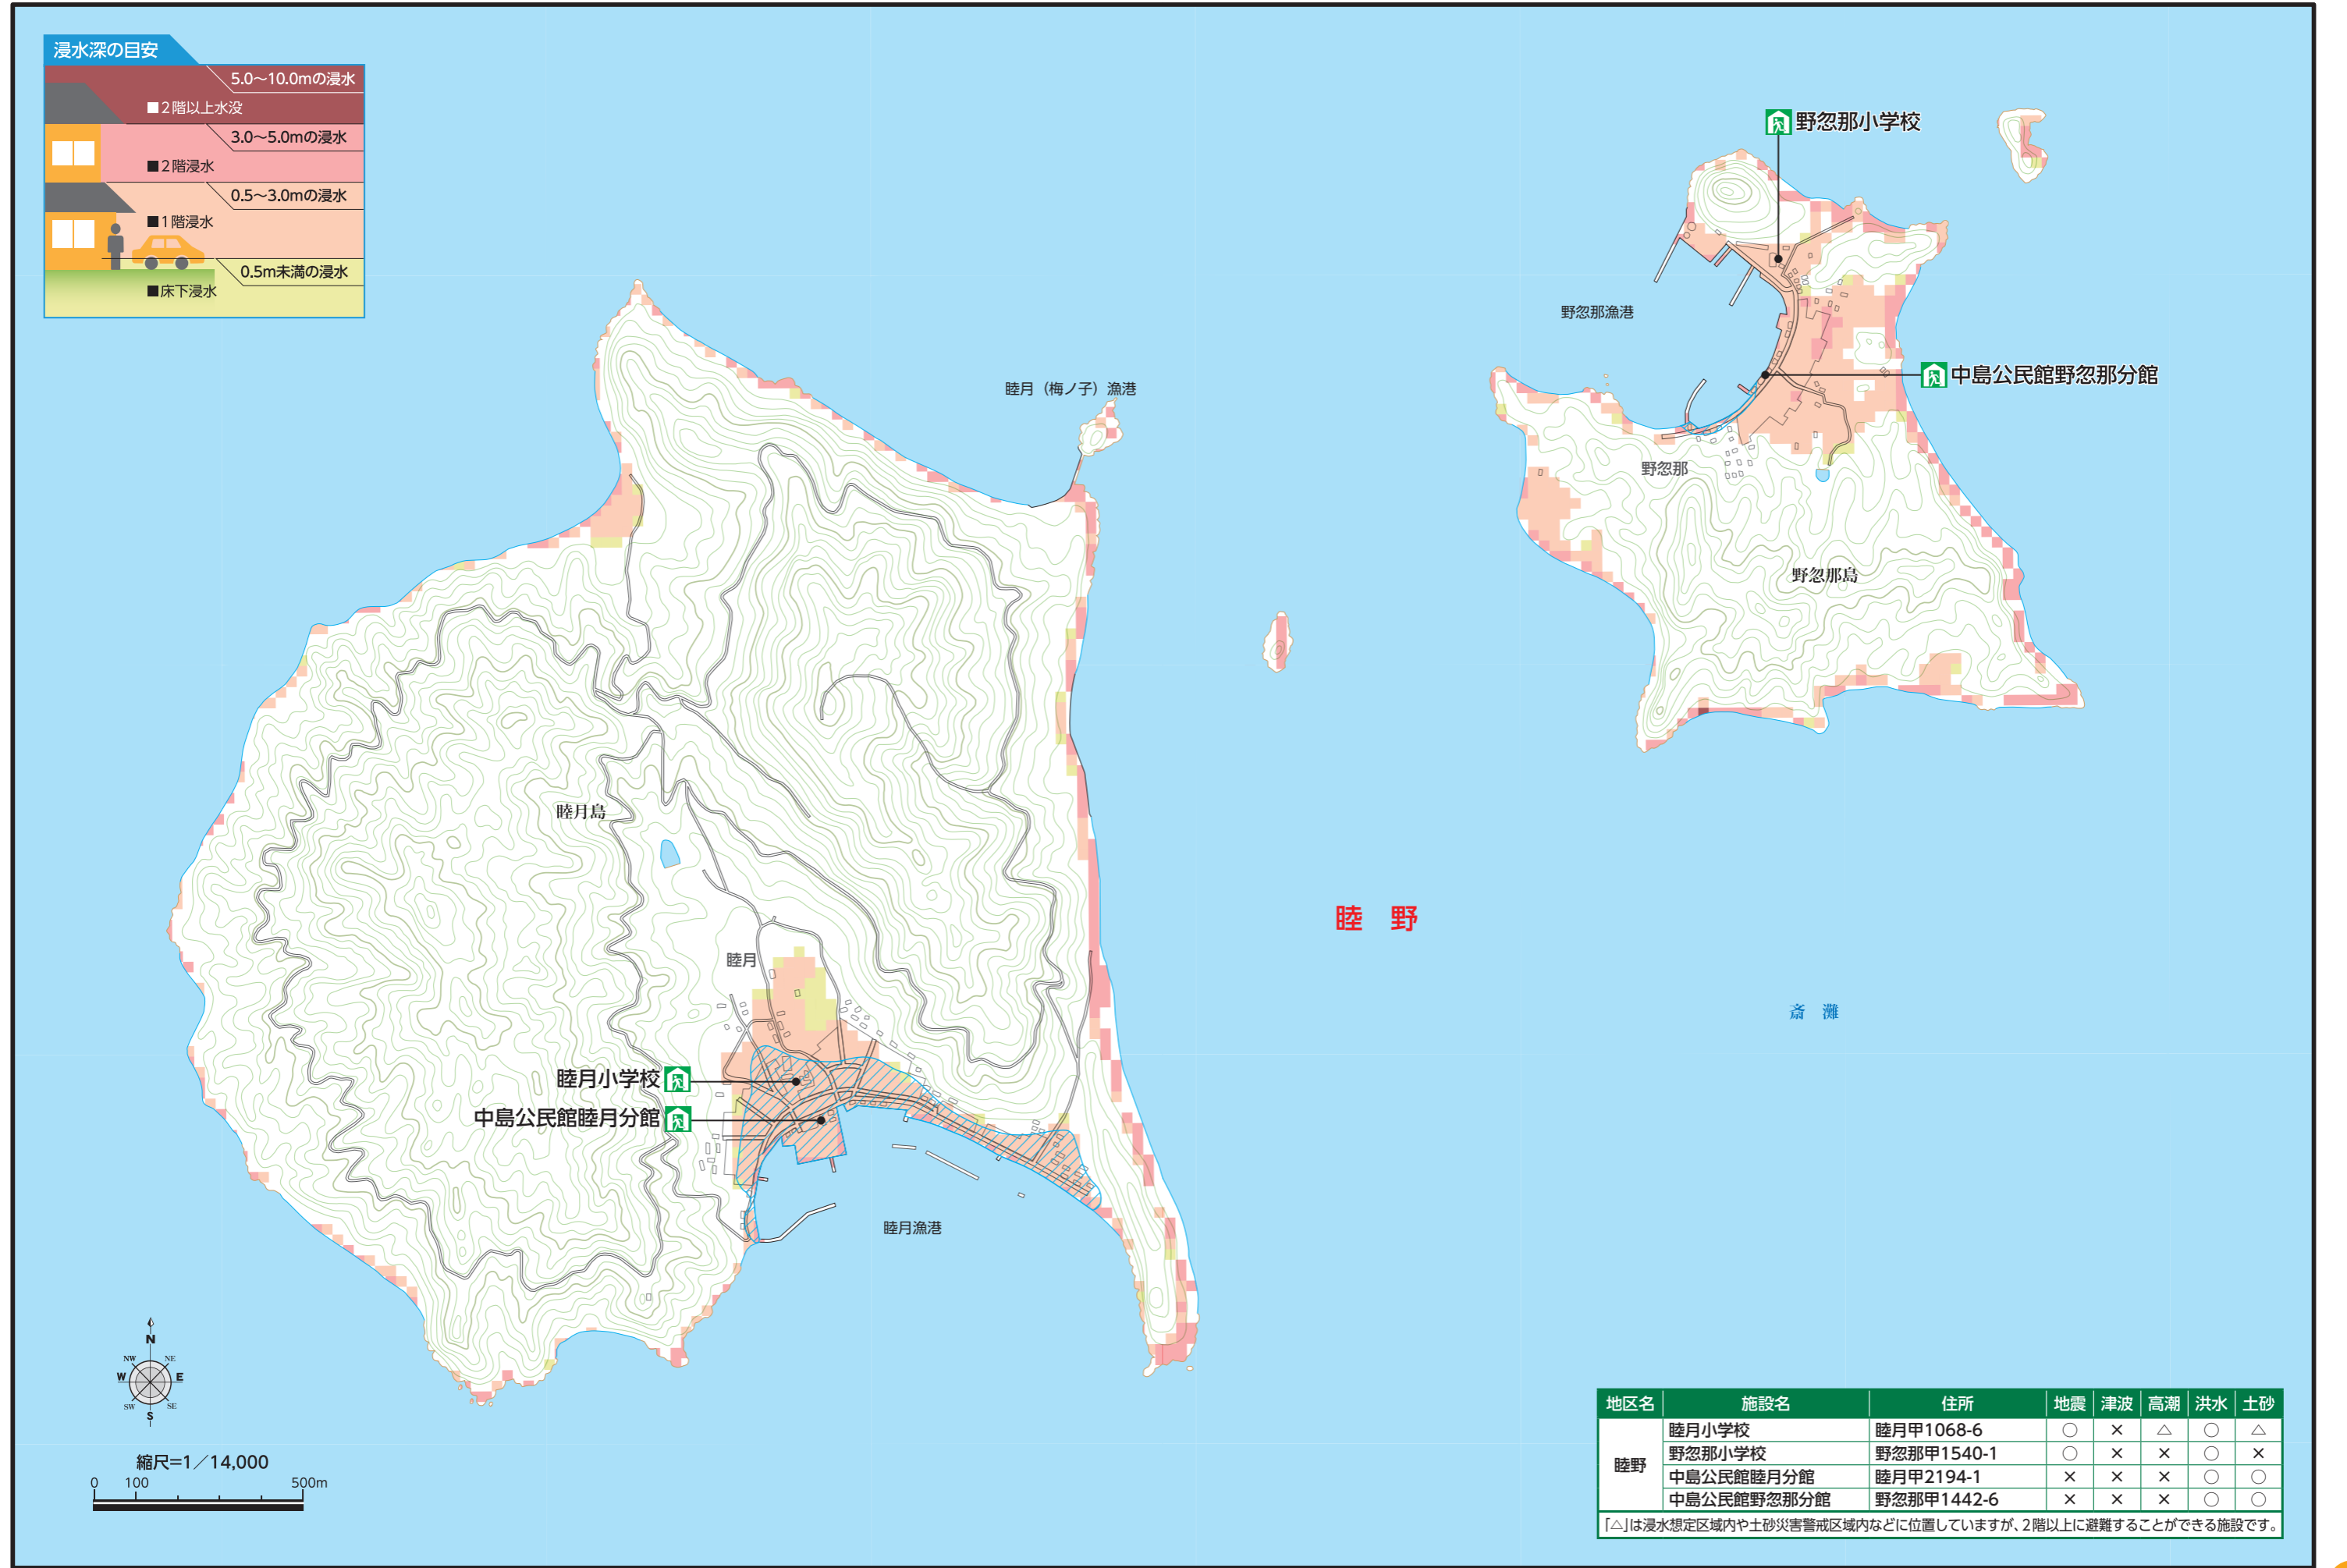 浸水深の目安
5.0～10.0mの浸水
■2階以上水没
3.0～5.0mの浸水
■2階浸水
0.5～3.0mの浸水
■1階浸水
0.5m未満の浸水
■床下浸水
野忽那小学校
野忽那漁港
中島公民館野忽那分館
睦月（梅ノ子）漁港
野忽那
野忽那島
睦月島
睦 野
睦月
斎 灘
睦月小学校
中島公民館睦月分館
睦月漁港
N
NW NE
W E
SW SE
S
縮尺=1／14,000
0 100 500m
地区名 施設名 住所 地震 津波 高潮 洪水 土砂
睦野
睦月小学校 睦月甲1068-6 ○ × △ ○ △
野忽那小学校 野忽那甲1540-1 ○ × × ○ ×
中島公民館睦月分館 睦月甲2194-1 × × × ○ ○
中島公民館野忽那分館 野忽那甲1442-6 × × × ○ ○
「△」は浸水想定区域内や土砂災害警戒区域内などに位置していますが、2階以上に避難することができる施設です。